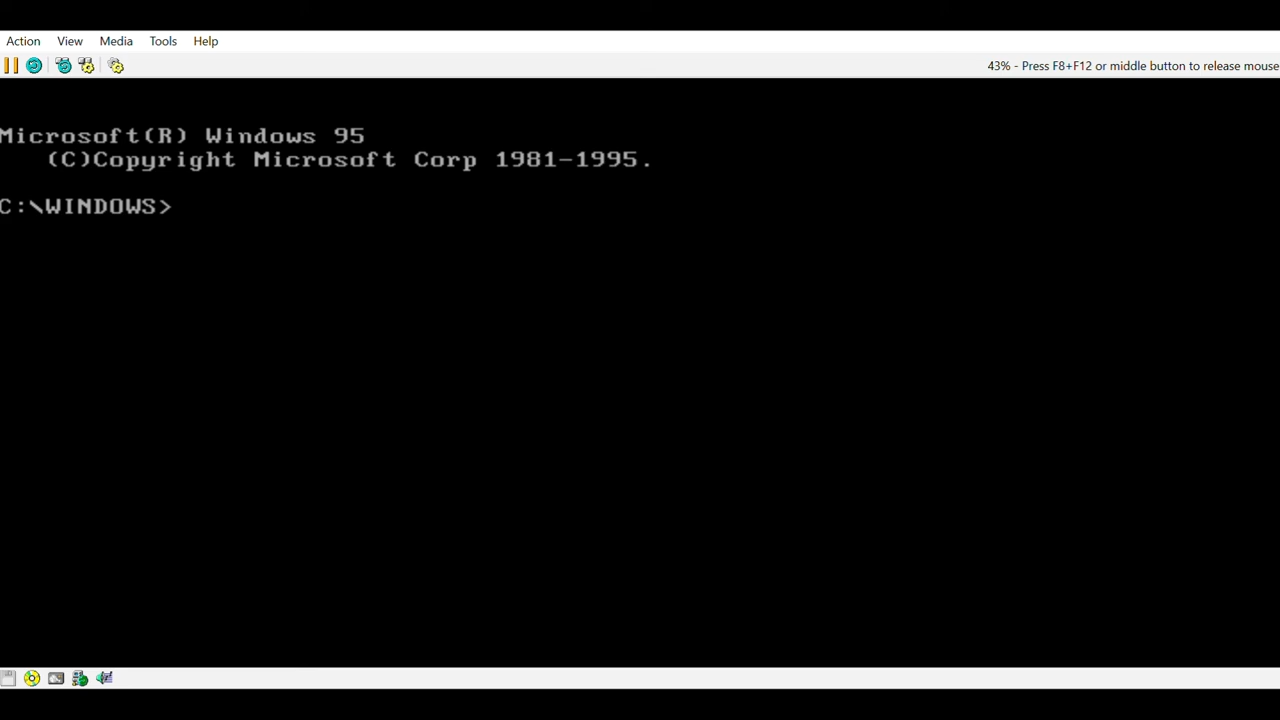 Action View Media Tools Help
43% - Press F8+F12 or middle button to release mouse
Microsoft(R) Windows 95
(C)Copyright Microsoft Corp 1981-1995.
C:\WINDOWS>